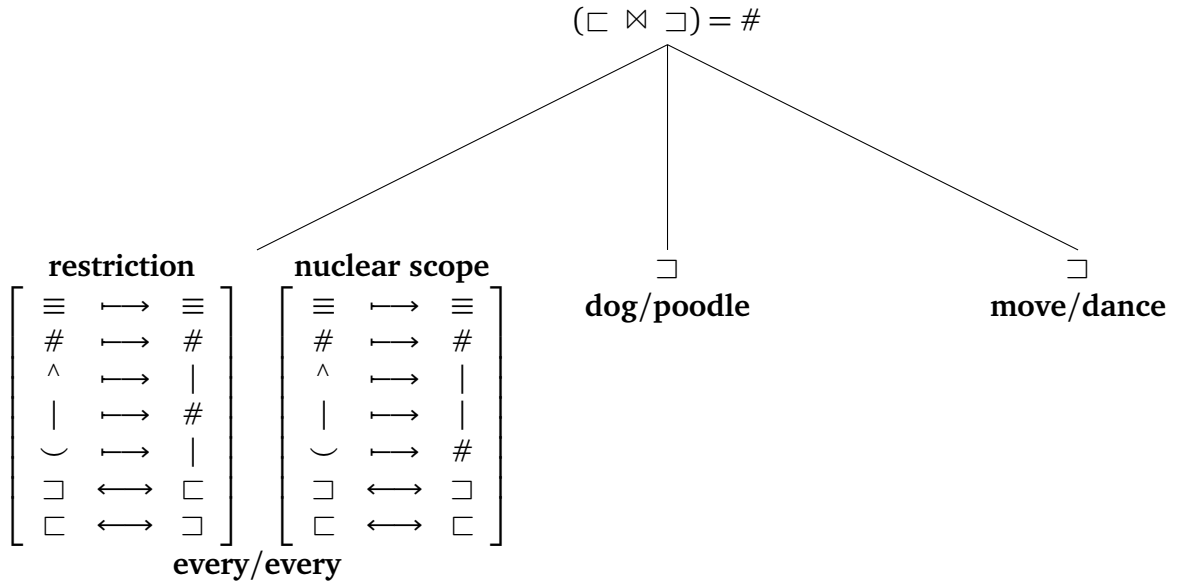 (⊏ ⋈ ⊐) = #
restriction nuclear scope ⊐ ⊐
dog/poodle move/dance
≡ ⟼ ≡ ≡ ⟼ ≡
# ⟼ # # ⟼ #
^ ⟼ | ^ ⟼ |
| ⟼ # | ⟼ |
⌣ ⟼ | ⌣ ⟼ #
⊐ ⟷ ⊏ ⊐ ⟷ ⊐
⊏ ⟷ ⊐ ⊏ ⟷ ⊏
every/every